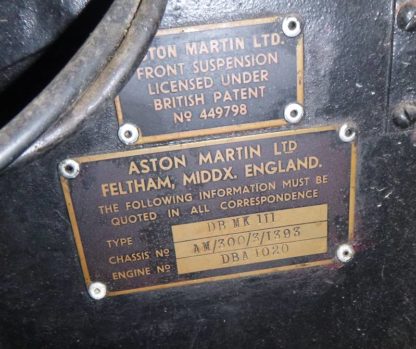 ASTON MARTIN LTD.
FRONT SUSPENSION
LICENSED UNDER
BRITISH PATENT
No 449798
ASTON MARTIN LTD
FELTHAM, MIDDX. ENGLAND.
THE FOLLOWING INFORMATION MUST BE
QUOTED IN ALL CORRESPONDENCE
TYPE DB MK III
CHASSIS No AM/300/3/1393
ENGINE No DBA 1020